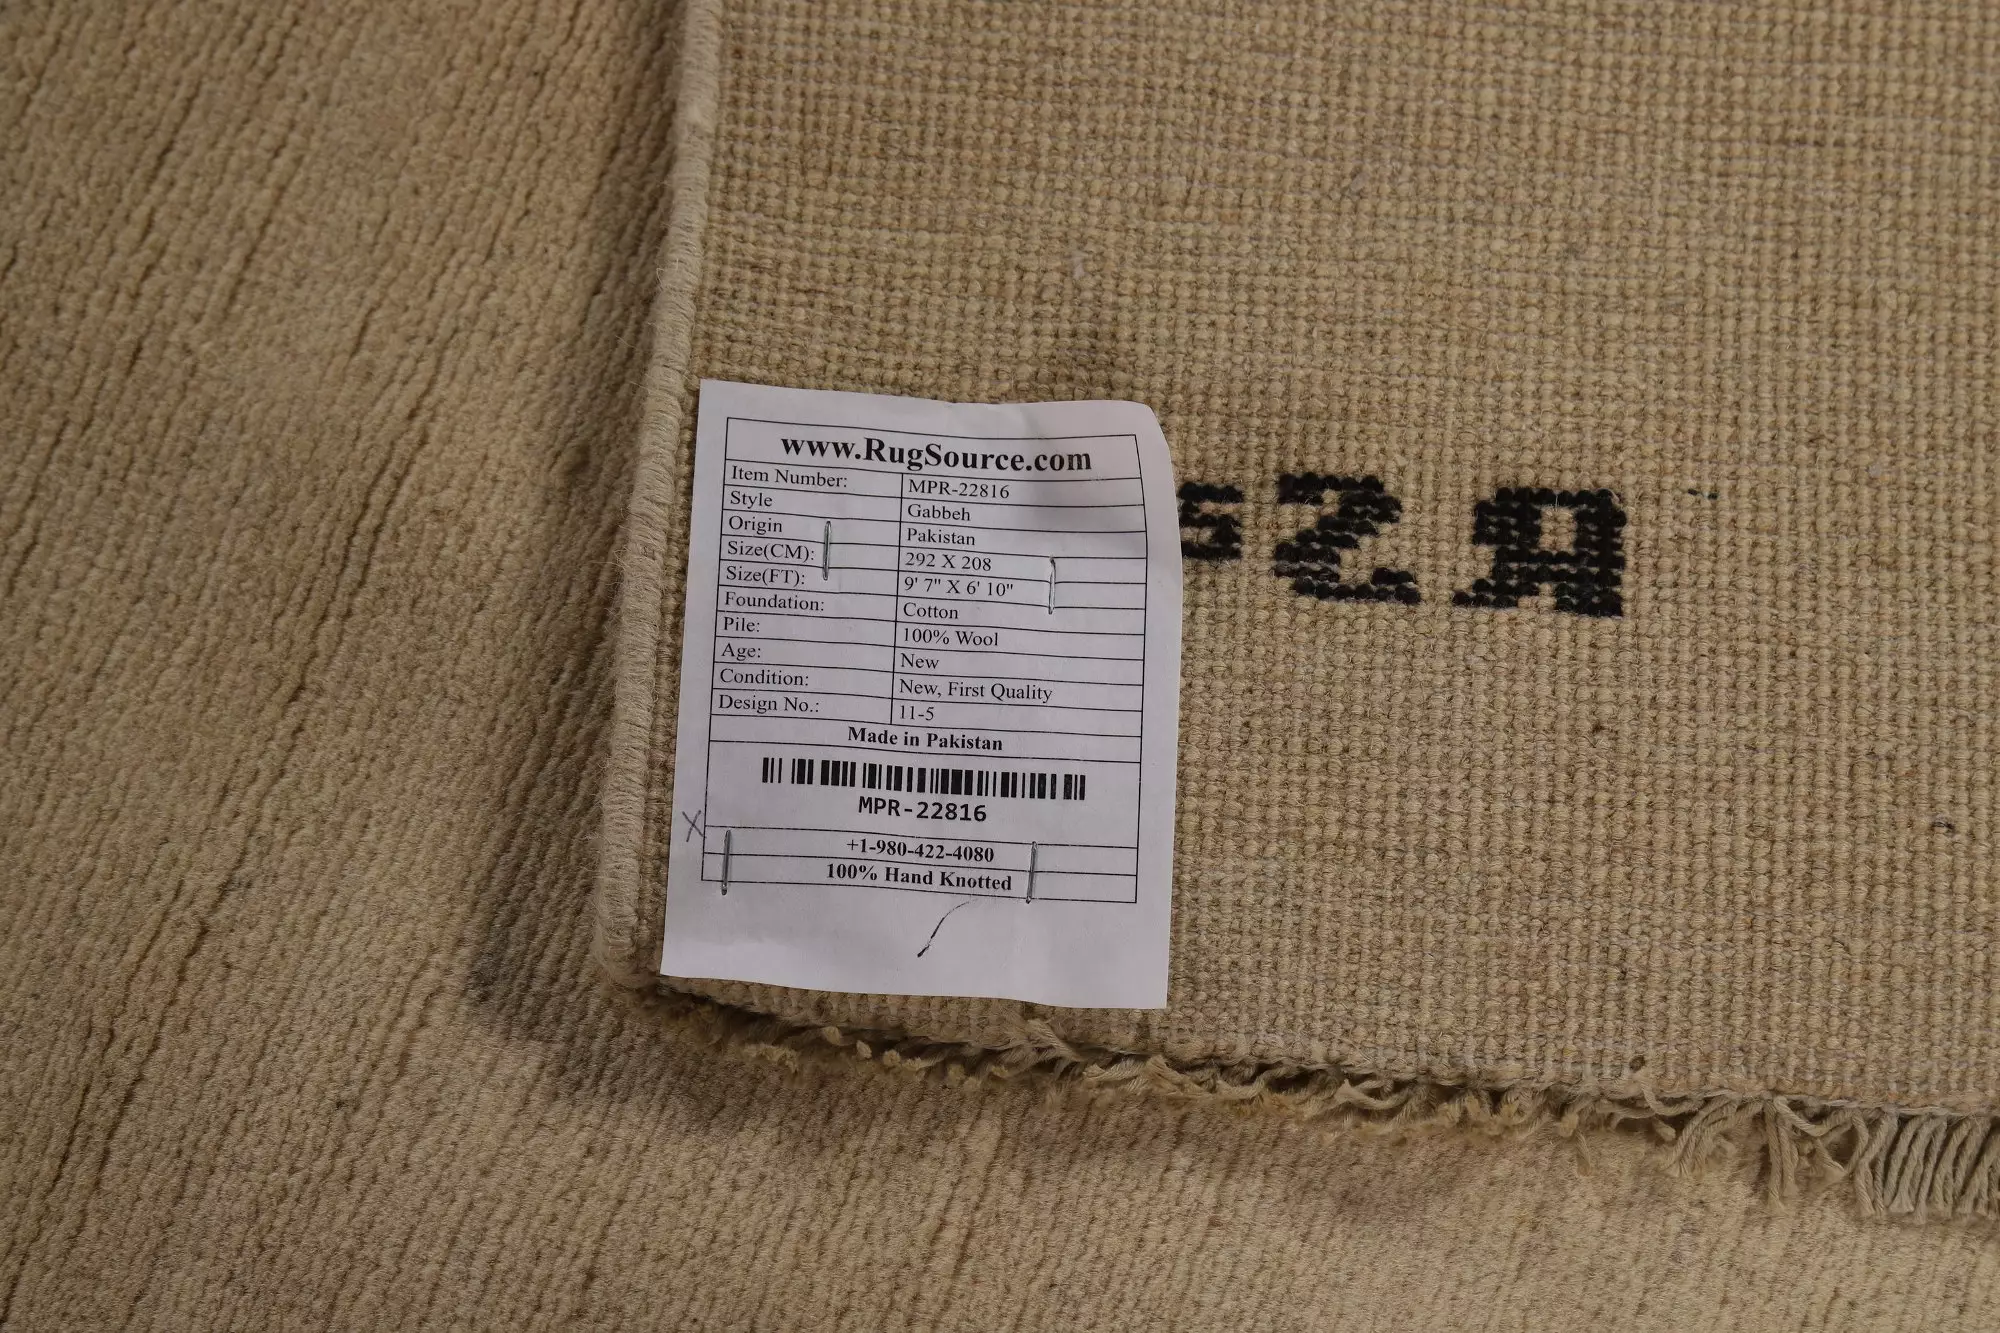 www.RugSource.com
Item Number: MPR-22816
Style Gabbeh
Origin Pakistan
Size(CM): 292 X 208
Size(FT): 9' 7" X 6' 10"
Foundation: Cotton
Pile: 100% Wool
Age: New
Condition: New, First Quality
Design No.: 11-5
Made in Pakistan
MPR-22816
X
+1-980-422-4080
100% Hand Knotted